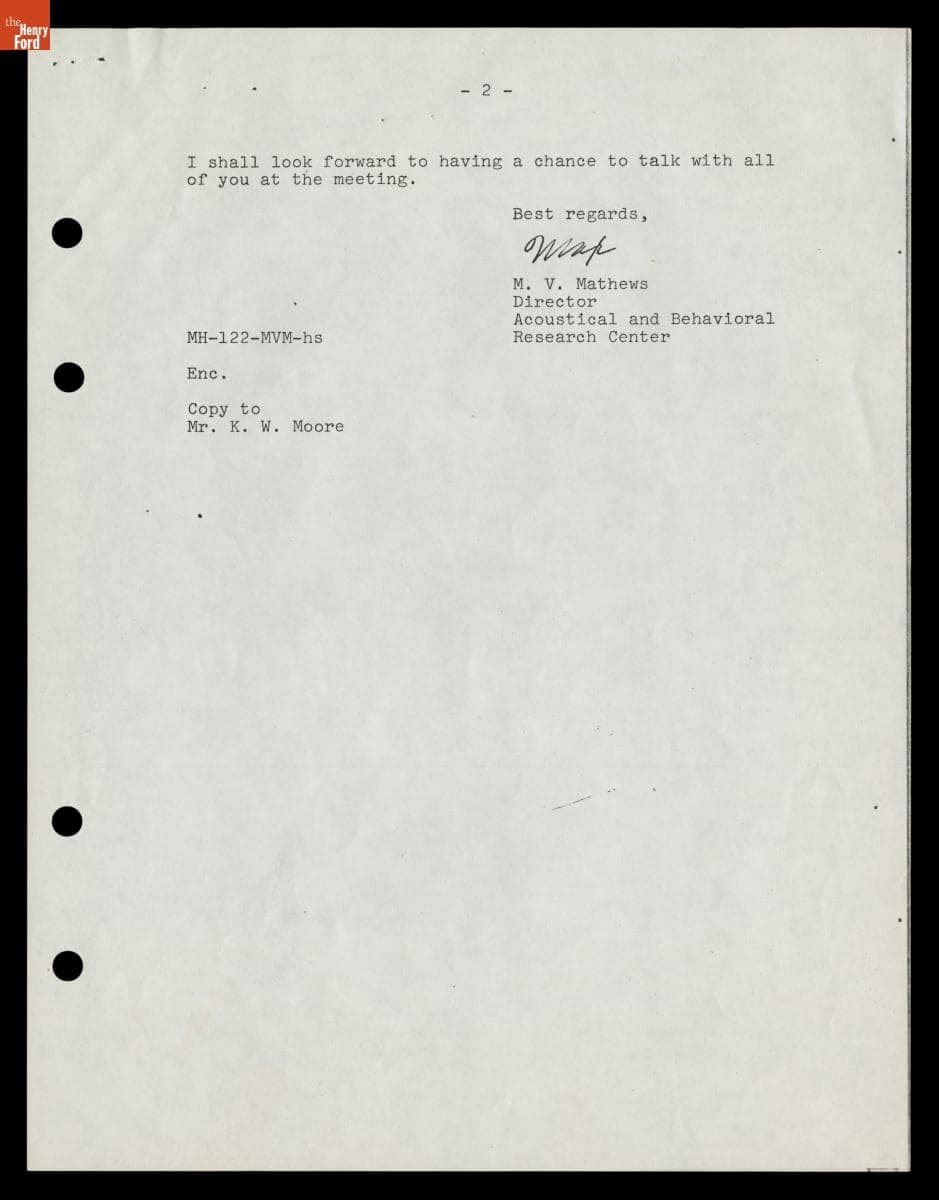 the
Henry
Ford
- 2 -
I shall look forward to having a chance to talk with all
of you at the meeting.
Best regards,
Max
M. V. Mathews
Director
Acoustical and Behavioral
Research Center
MH-122-MVM-hs
Enc.
Copy to
Mr. K. W. Moore